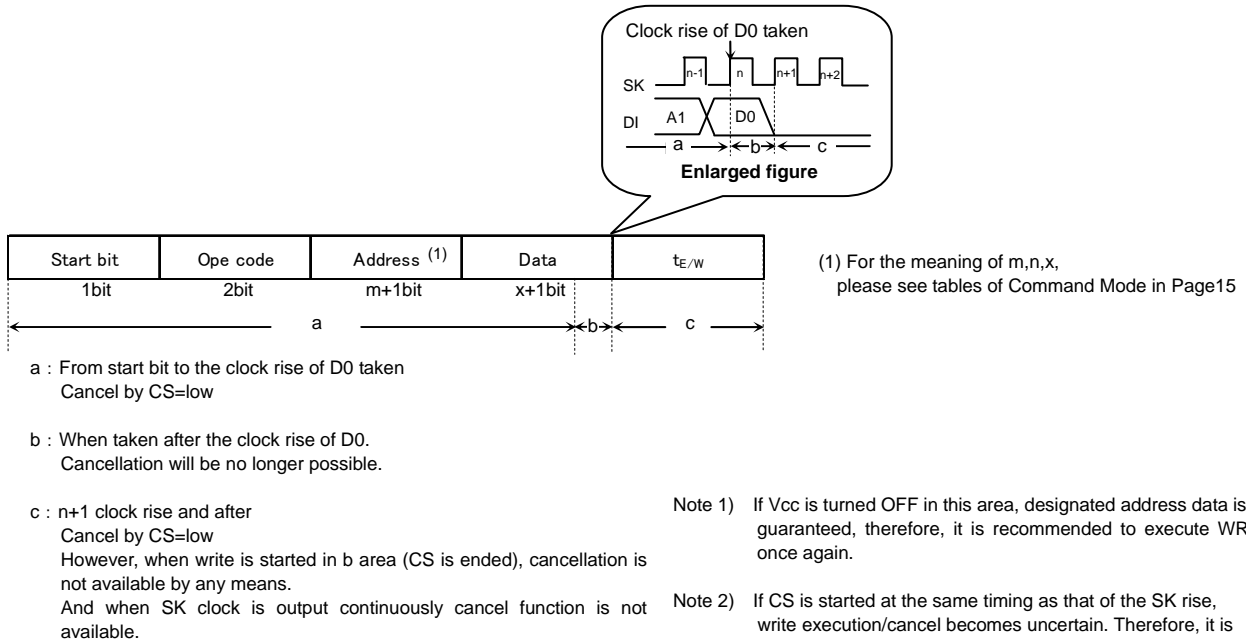 Clock rise of D0 taken
SK n-1 n n+1 n+2
DI A1 D0
a b c
Enlarged figure
Start bit Ope code Address (1) Data tE/W
1bit 2bit m+1bit x+1bit
a b c
(1) For the meaning of m,n,x,
please see tables of Command Mode in Page15
a : From start bit to the clock rise of D0 taken
Cancel by CS=low
b : When taken after the clock rise of D0.
Cancellation will be no longer possible.
c : n+1 clock rise and after
Cancel by CS=low
However, when write is started in b area (CS is ended), cancellation is
not available by any means.
And when SK clock is output continuously cancel function is not
available.
Note 1) If Vcc is turned OFF in this area, designated address data is
guaranteed, therefore, it is recommended to execute WR
once again.
Note 2) If CS is started at the same timing as that of the SK rise,
write execution/cancel becomes uncertain. Therefore, it is